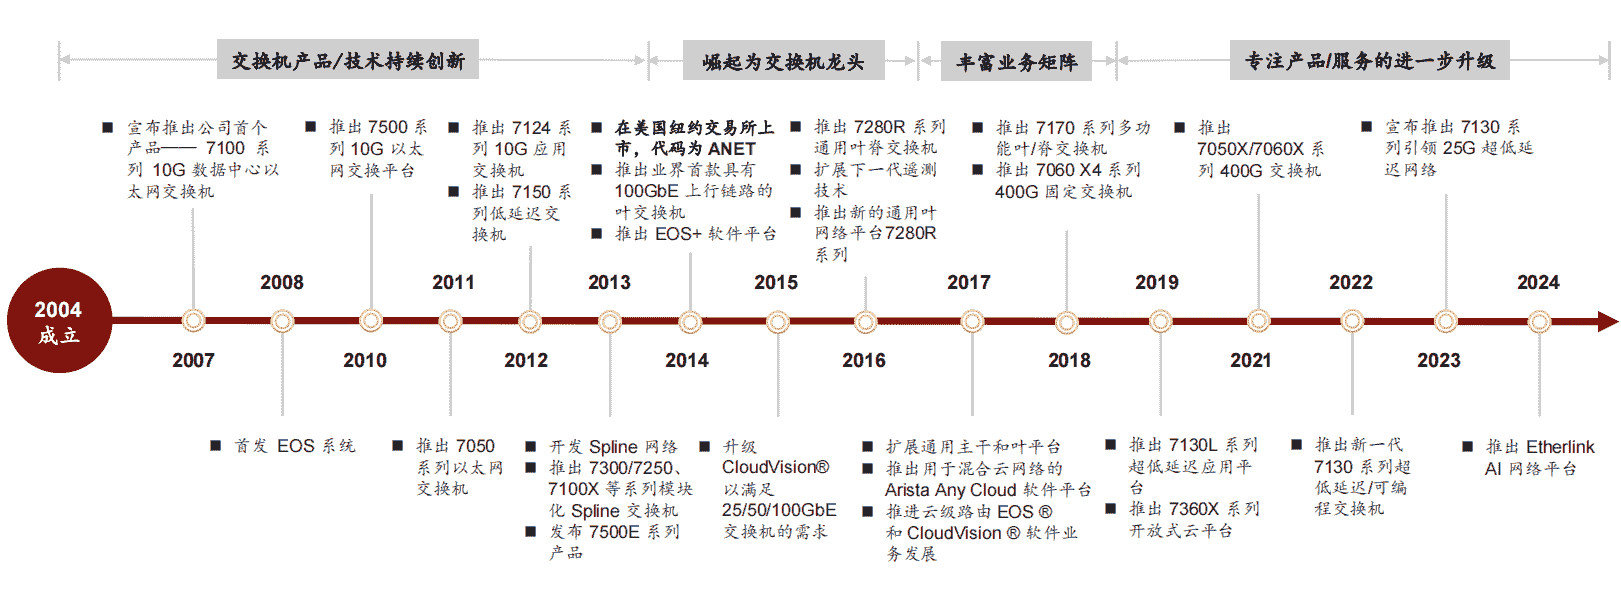 交换机产品/技术持续创新
崛起为交换机龙头
丰富业务矩阵
专注产品/服务的进一步升级
■ 宣布推出公司首个
产品—— 7100 系
列 10G 数据中心以
太网交换机
■ 推出 7500 系
列 10G 以太
网交换平台
■ 推出 7124 系
列 10G 应用
交换机
■ 推出 7150 系
列低延迟交
换机
■ 在美国纽约交易所上
市，代码为 ANET
■ 推出业界首款具有
100GbE 上行链路的
叶交换机
■ 推出 EOS+ 软件平台
■ 推出 7280R 系列
通用叶脊交换机
■ 扩展下一代遥测
技术
■ 推出新的通用叶
网络平台7280R
系列
■ 推出 7170 系列多功
能叶/脊交换机
■ 推出 7060 X4 系列
400G 固定交换机
■ 推出
7050X/7060X 系
列 400G 交换机
■ 宣布推出 7130 系
列引领 25G 超低延
迟网络
2008
2011
2013
2015
2017
2019
2022
2024
2004
成立
2007
2010
2012
2014
2016
2018
2021
2023
■ 首发 EOS 系统
■ 推出 7050
系列以太网
交换机
■ 开发 Spline 网络
■ 推出 7300/7250、
7100X 等系列模块
化 Spline 交换机
■ 发布 7500E 系列
产品
■ 升级
CloudVision®
以满足
25/50/100GbE
交换机的需求
■ 扩展通用主干和叶平台
■ 推出用于混合云网络的
Arista Any Cloud 软件平台
■ 推进云级路由 EOS ®
和 CloudVision ® 软件业
务发展
■ 推出 7130L 系列
超低延迟应用平
台
■ 推出 7360X 系列
开放式云平台
■ 推出新一代
7130 系列超
低延迟/可编
程交换机
■ 推出 Etherlink
AI 网络平台